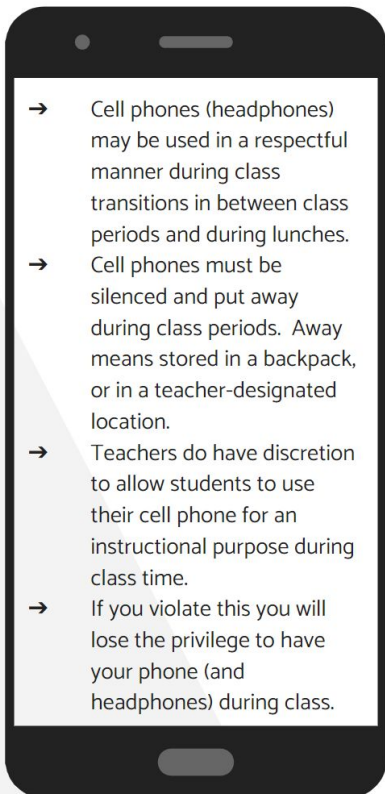 ➔ Cell phones (headphones)
may be used in a respectful
manner during class
transitions in between class
periods and during lunches.
➔ Cell phones must be
silenced and put away
during class periods.  Away
means stored in a backpack,
or in a teacher-designated
location.
➔ Teachers do have discretion
to allow students to use
their cell phone for an
instructional purpose during
class time.
➔ If you violate this you will
lose the privilege to have
your phone (and
headphones) during class.